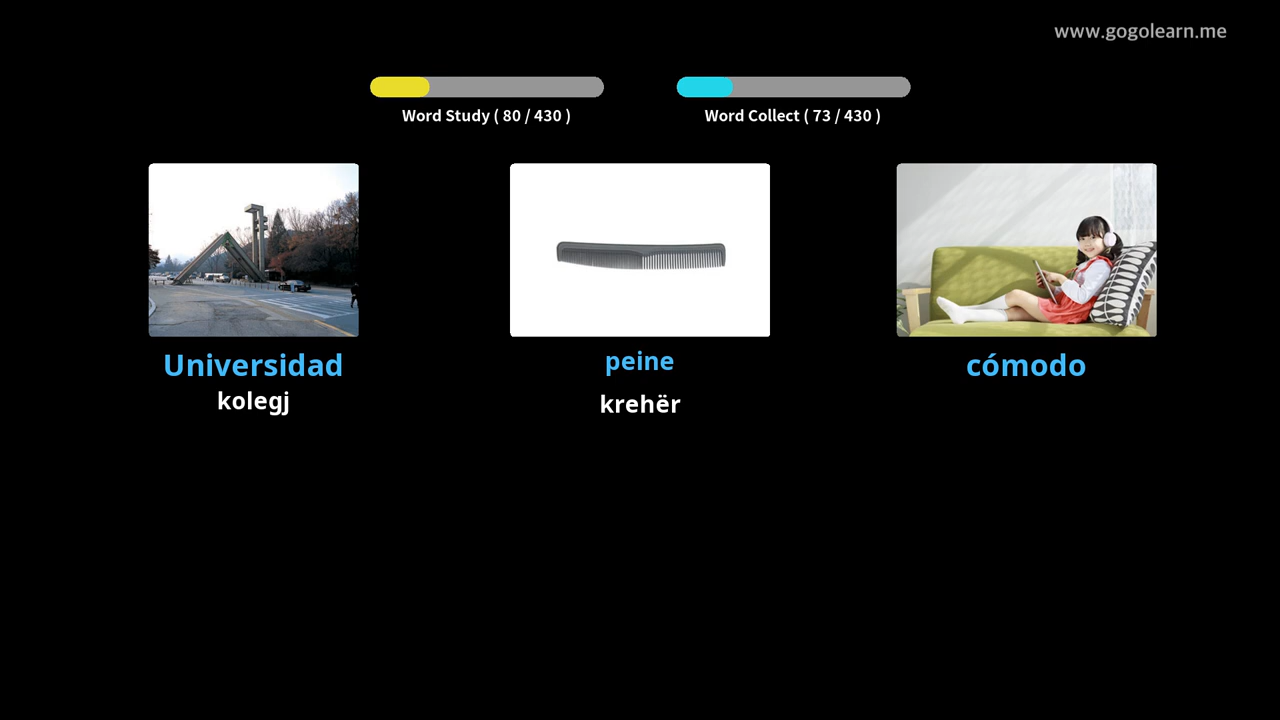 www.gogolearn.me
Word Study ( 80 / 430 )
Word Collect ( 73 / 430 )
Universidad
kolegj
peine
krehër
cómodo